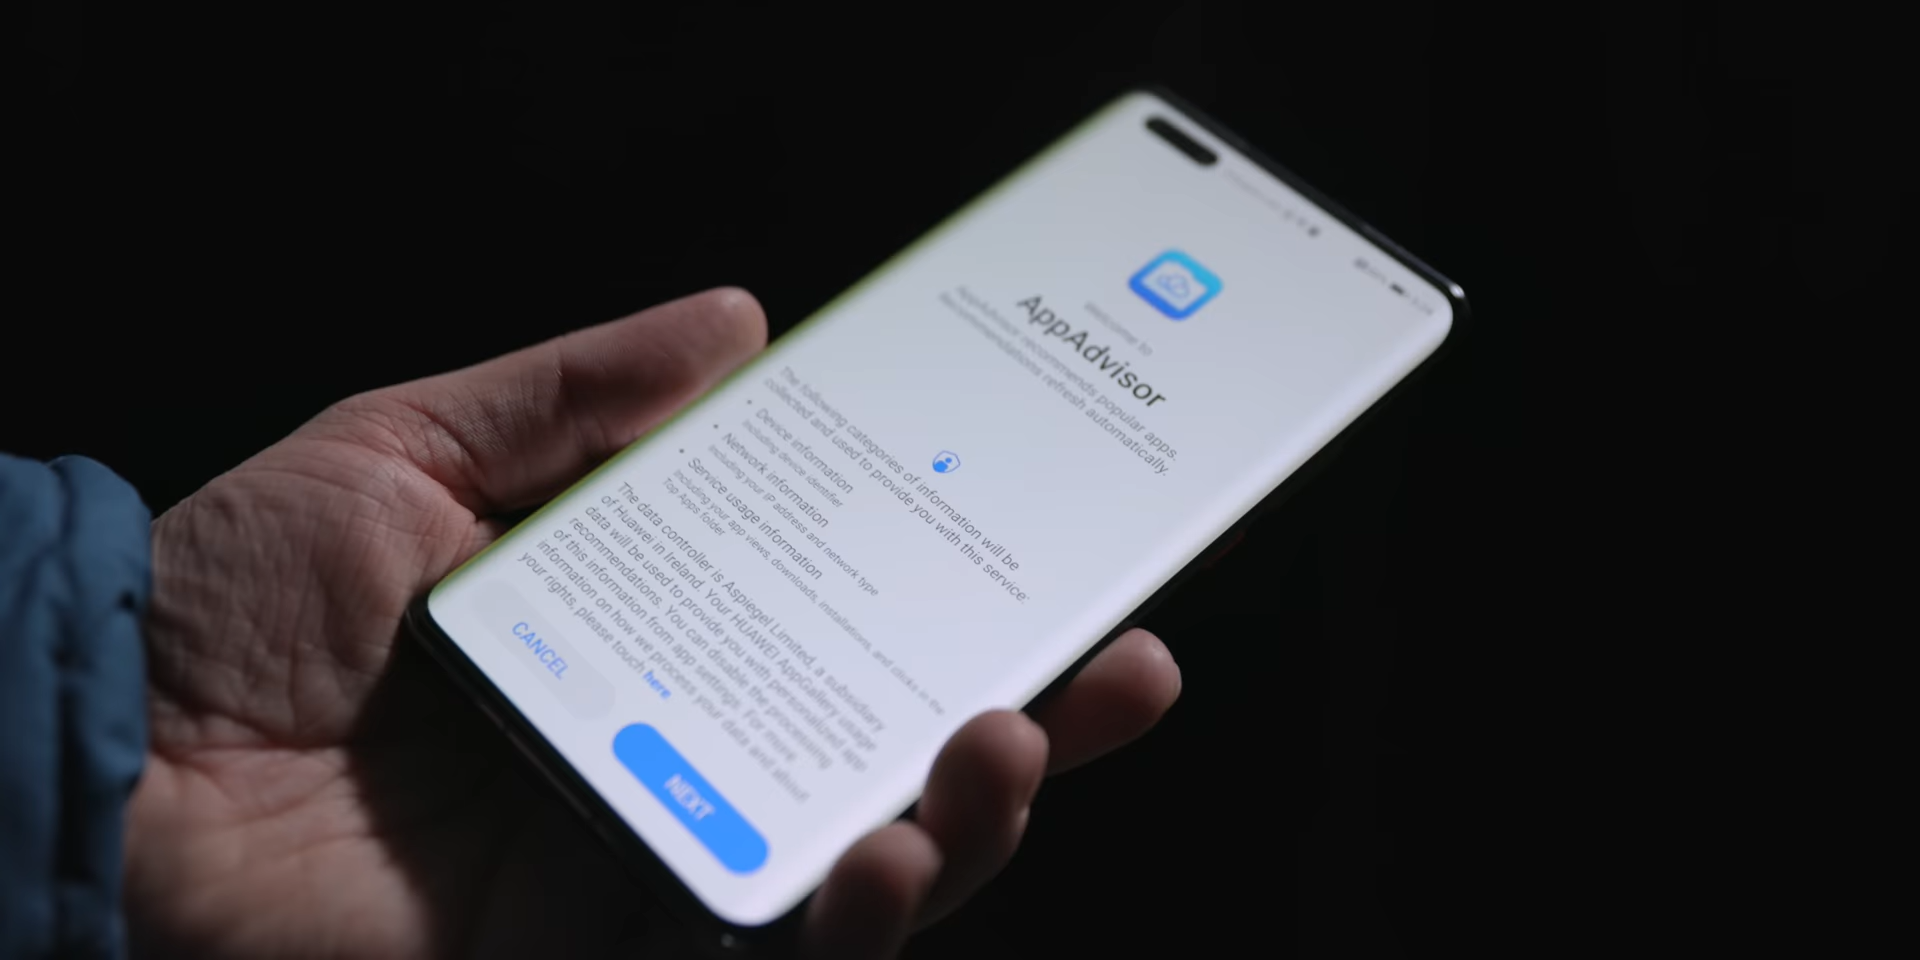 Welcome to
AppAdvisor
AppAdvisor recommends popular apps.
Recommendations refresh automatically.
The following categories of information will be
collected and used to provide you with this service:
• Device information
Including device identifier
• Network information
Including your IP address and network type
• Service usage information
Including your app views, downloads, installations, and clicks in the
Top Apps folder
The data controller is Aspiegel Limited, a subsidiary
of Huawei in Ireland. Your HUAWEI AppGallery usage
data will be used to provide you with personalized app
recommendations. You can disable the processing
of this information from app settings. For more
information on how we process your data and about
your rights, please touch here.
CANCEL
NEXT